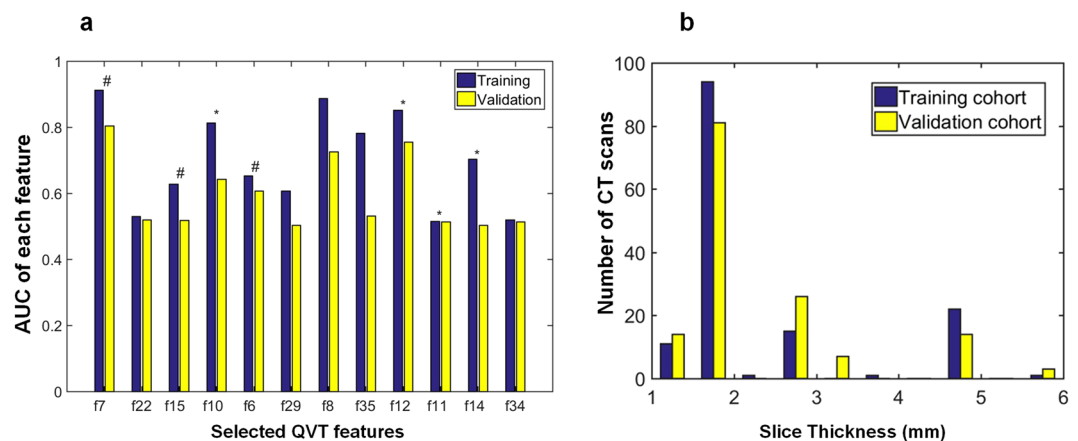 a
AUC of each feature
1
0.8
0.6
0.4
0.2
0
Training
Validation
#
#
*
#
*
*
*
f7 f22 f15 f10 f6 f29 f8 f35 f12 f11 f14 f34
Selected QVT features
b
Number of CT scans
100
80
60
40
20
0
Training cohort
Validation cohort
1 2 3 4 5 6
Slice Thickness (mm)